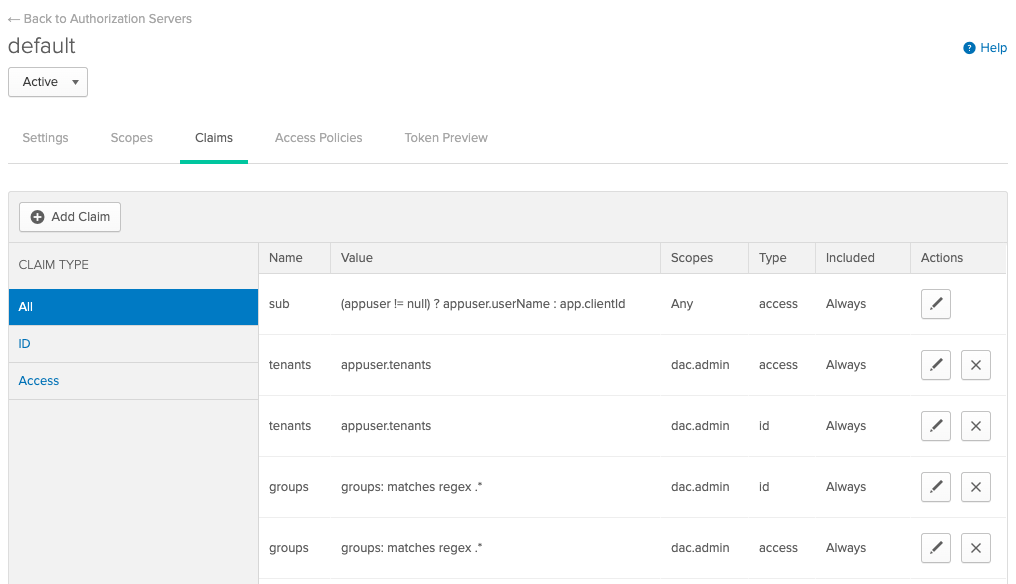 ← Back to Authorization Servers
default
Help
Active
Settings Scopes Claims Access Policies Token Preview
Add Claim
CLAIM TYPE
All
ID
Access
Name Value Scopes Type Included Actions
sub (appuser != null) ? appuser.userName : app.clientId Any access Always
tenants appuser.tenants dac.admin access Always
tenants appuser.tenants dac.admin id Always
groups groups: matches regex .* dac.admin id Always
groups groups: matches regex .* dac.admin access Always